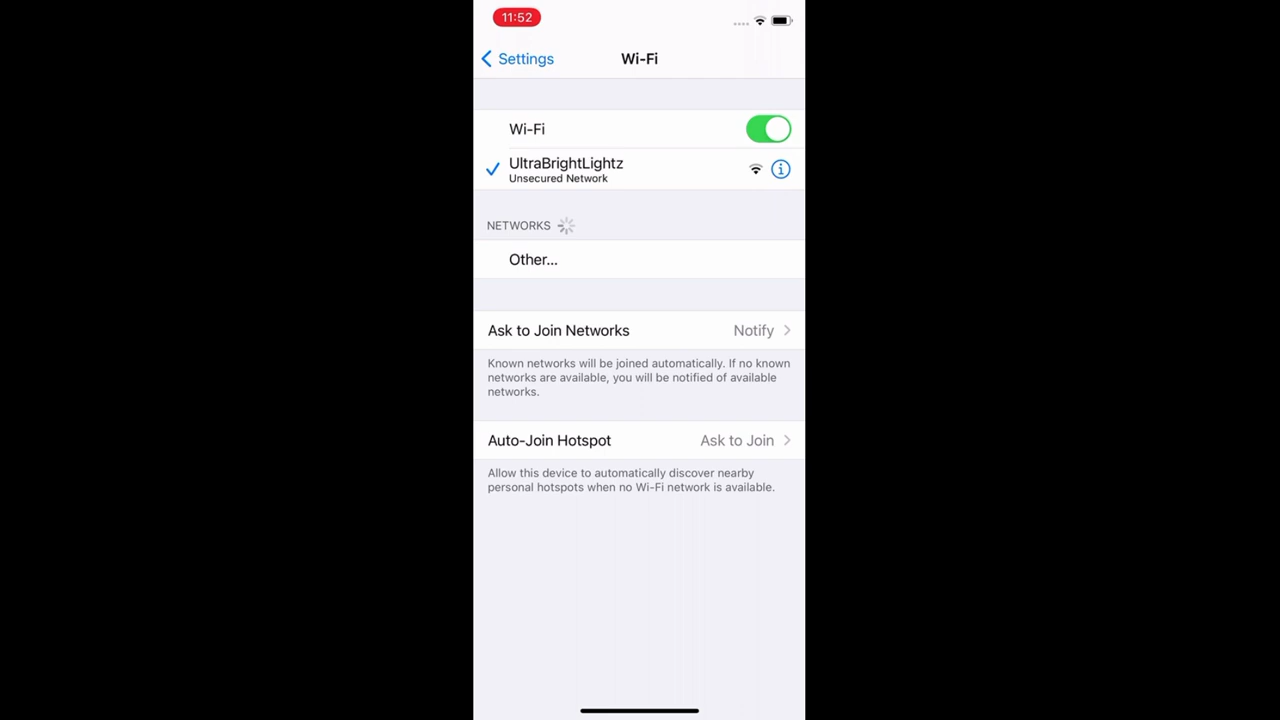 11:52
Settings
Wi-Fi
Wi-Fi
UltraBrightLightz
Unsecured Network
NETWORKS
Other...
Ask to Join Networks Notify
Known networks will be joined automatically. If no known
networks are available, you will be notified of available
networks.
Auto-Join Hotspot Ask to Join
Allow this device to automatically discover nearby
personal hotspots when no Wi-Fi network is available.